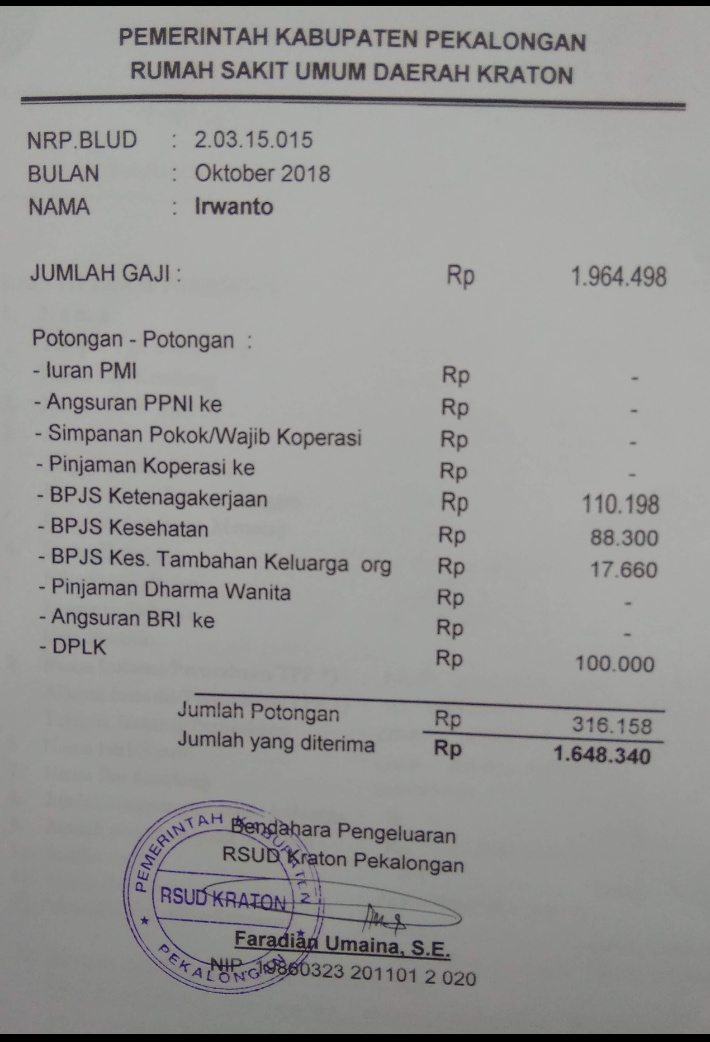 PEMERINTAH KABUPATEN PEKALONGAN
RUMAH SAKIT UMUM DAERAH KRATON
NRP.BLUD : 2.03.15.015
BULAN : Oktober 2018
NAMA : Irwanto
JUMLAH GAJI : Rp 1.964.498
Potongan - Potongan :
- Iuran PMI Rp -
- Angsuran PPNI ke Rp -
- Simpanan Pokok/Wajib Koperasi Rp -
- Pinjaman Koperasi ke Rp -
- BPJS Ketenagakerjaan Rp 110.198
- BPJS Kesehatan Rp 88.300
- BPJS Kes. Tambahan Keluarga org Rp 17.660
- Pinjaman Dharma Wanita Rp -
- Angsuran BRI ke Rp -
- DPLK Rp 100.000
Jumlah Potongan Rp 316.158
Jumlah yang diterima Rp 1.648.340
Bendahara Pengeluaran
RSUD Kraton Pekalongan
PEMERINTAH KABUPATEN
RSUD KRATON
PEKALONGAN
Faradian Umaina, S.E.
NIP. 19860323 201101 2 020